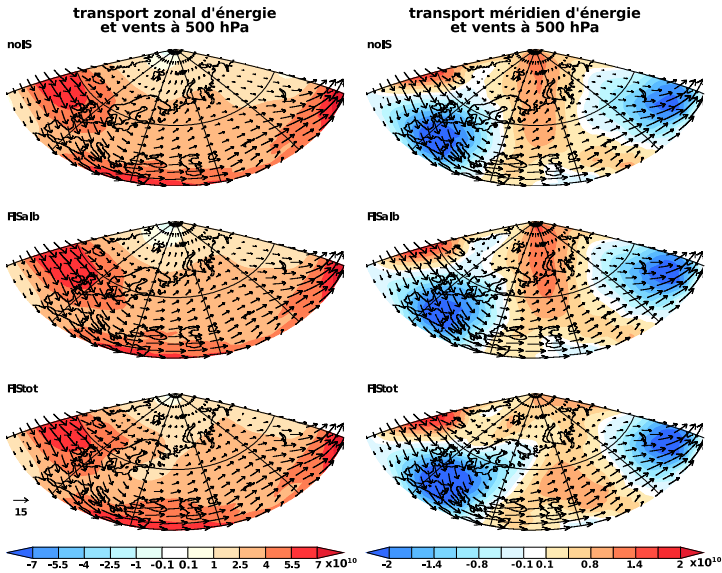 transport zonal d'énergie
et vents à 500 hPa
transport méridien d'énergie
et vents à 500 hPa
noIS
noIS
FISalb
FISalb
FIStot
FIStot
15
-7 -5.5 -4 -2.5 -1 -0.1 0.1 1 2.5 4 5.5 7 x10¹⁰
-2 -1.4 -0.8 -0.1 0.1 0.8 1.4 2 x10¹⁰